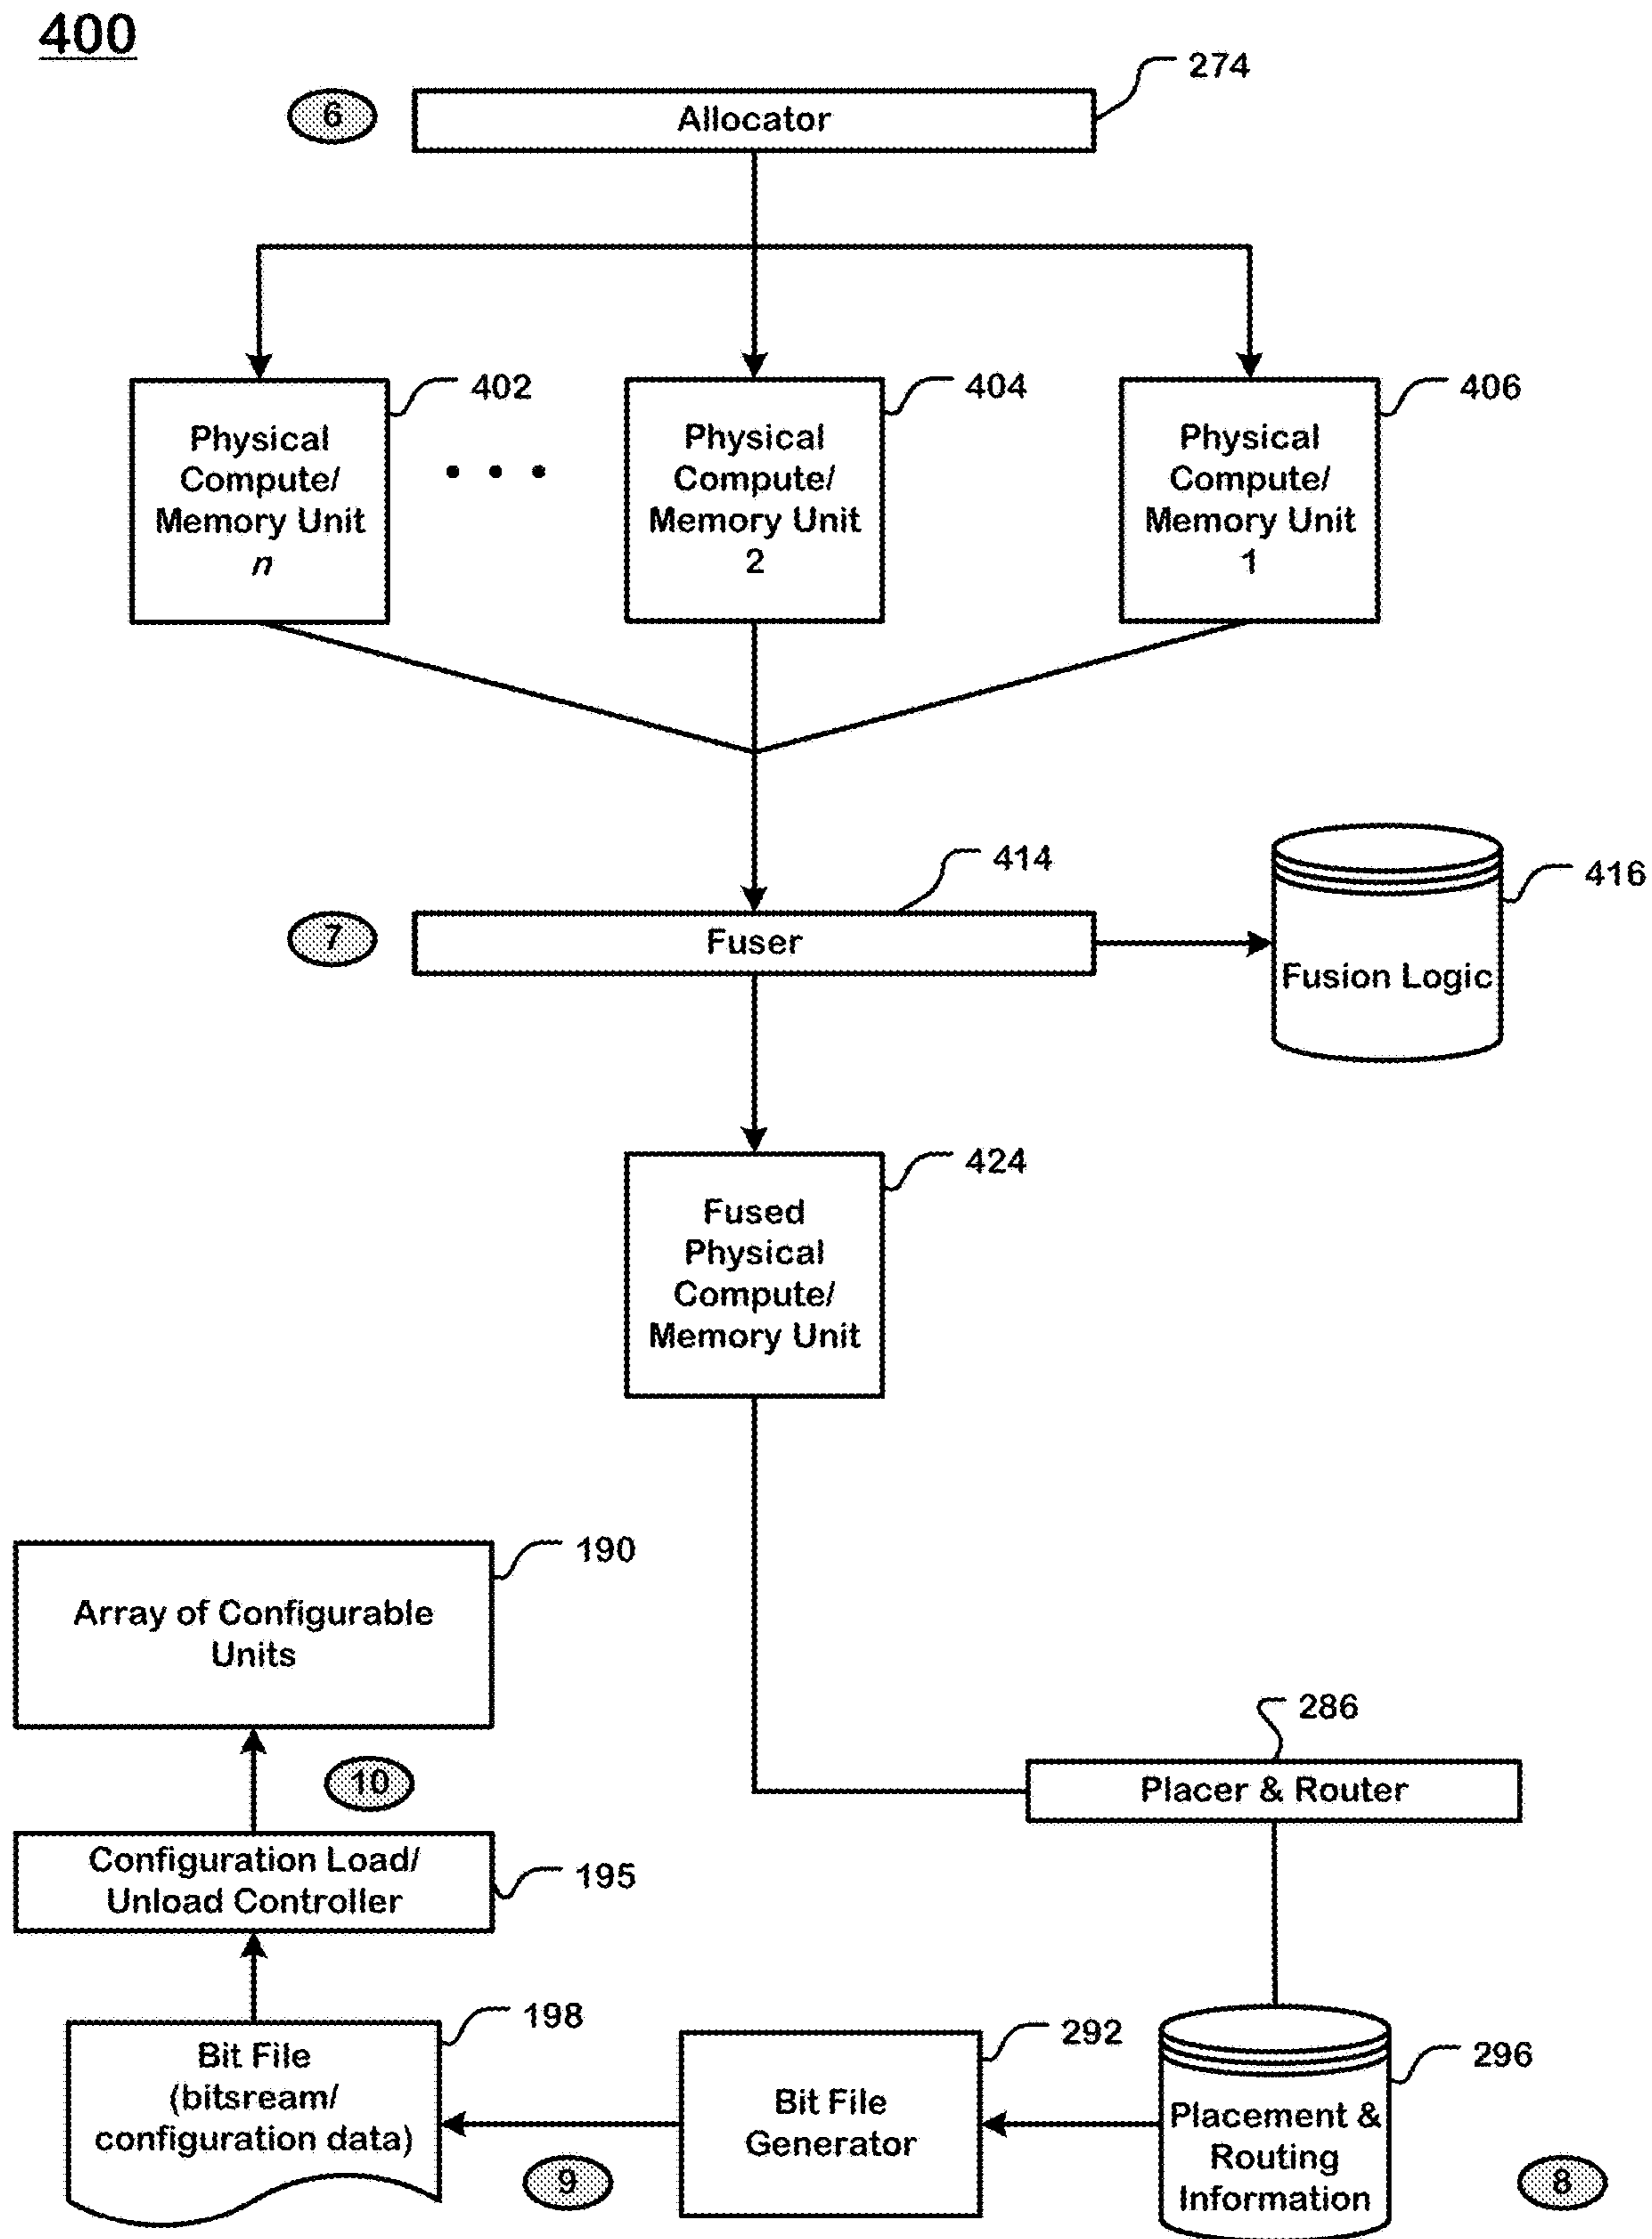 400
274
6
Allocator
402
404
406
Physical
Compute/
Memory Unit
n
Physical
Compute/
Memory Unit
2
Physical
Compute/
Memory Unit
1
414
416
7
Fuser
Fusion Logic
424
Fused
Physical
Compute/
Memory Unit
190
Array of Configurable
Units
286
10
Placer & Router
Configuration Load/
Unload Controller
195
198
292
296
Bit File
(bitsream/
configuration data)
Bit File
Generator
Placement &
Routing
Information
9
8